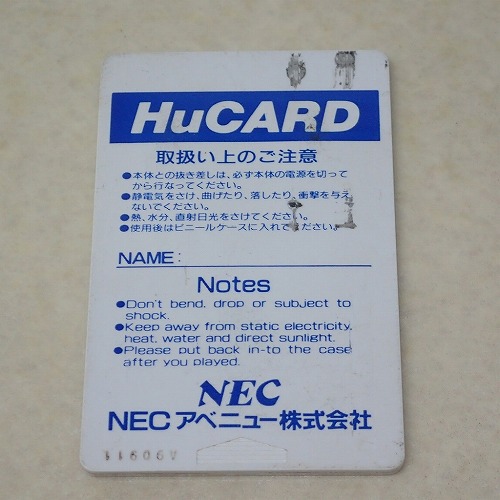 HuCARD
取扱い上のご注意
●本体との抜き差しは、必ず本体の電源を切って
から行なってください。
●静電気をさけ、曲げたり、落したり、衝撃を与え
ないでください。
●熱、水分、直射日光をさけてください。
●使用後はビニールケースに入れてください。
NAME:
Notes
●Don't bend, drop or subject to
shock.
●Keep away from static electricity,
heat, water and direct sunlight.
●Please put back in-to the case
after you played.
NEC
NECアベニュー株式会社